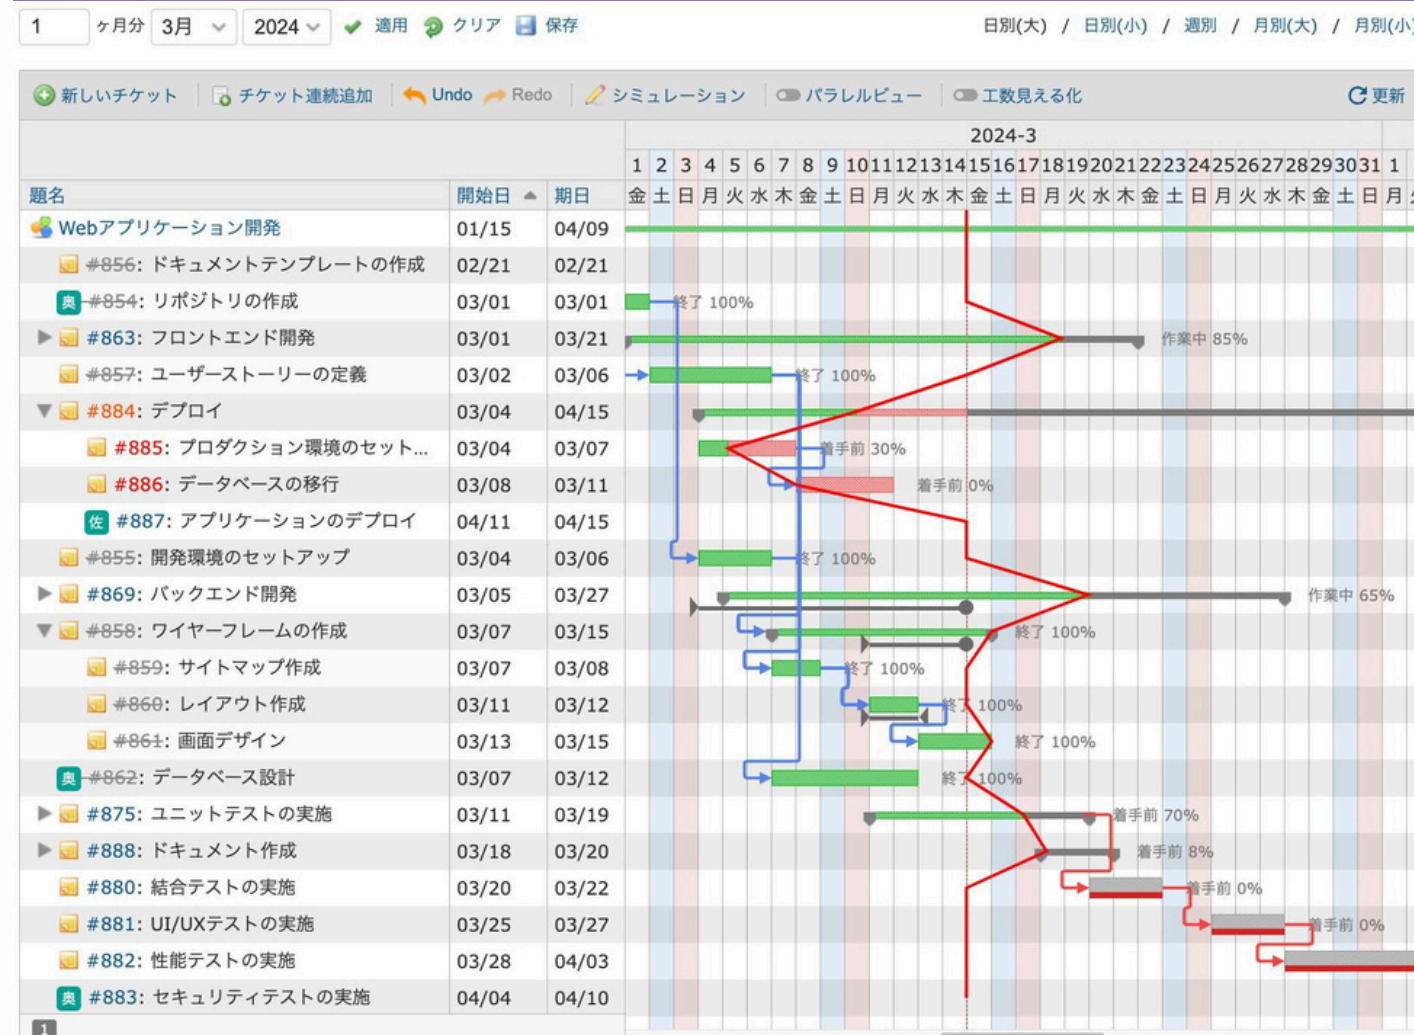 1 ヶ月分 3月 2024 適用 クリア 保存 日別(大) / 日別(小) / 週別 / 月別(大) / 月別(小)
新しいチケット チケット連続追加 Undo Redo シミュレーション パラレルビュー 工数見える化 更新
2024-3
1 2 3 4 5 6 7 8 9 10 11 12 13 14 15 16 17 18 19 20 21 22 23 24 25 26 27 28 29 30 31 1
題名 開始日 期日 金 土 日 月 火 水 木 金 土 日 月 火 水 木 金 土 日 月 火 水 木 金 土 日 月 火 水 木 金 土 日 月
Webアプリケーション開発 01/15 04/09
#856: ドキュメントテンプレートの作成 02/21 02/21
奥 #854: リポジトリの作成 03/01 03/01 終了 100%
#863: フロントエンド開発 03/01 03/21 作業中 85%
#857: ユーザーストーリーの定義 03/02 03/06 終了 100%
#884: デプロイ 03/04 04/15
#885: プロダクション環境のセット... 03/04 03/07 着手前 30%
#886: データベースの移行 03/08 03/11 着手前 0%
佐 #887: アプリケーションのデプロイ 04/11 04/15
#855: 開発環境のセットアップ 03/04 03/06 終了 100%
#869: バックエンド開発 03/05 03/27 作業中 65%
#858: ワイヤーフレームの作成 03/07 03/15 終了 100%
#859: サイトマップ作成 03/07 03/08 終了 100%
#860: レイアウト作成 03/11 03/12 終了 100%
#861: 画面デザイン 03/13 03/15 終了 100%
奥 #862: データベース設計 03/07 03/12 終了 100%
#875: ユニットテストの実施 03/11 03/19 着手前 70%
#888: ドキュメント作成 03/18 03/20 着手前 8%
#880: 結合テストの実施 03/20 03/22 着手前 0%
#881: UI/UXテストの実施 03/25 03/27 着手前 0%
#882: 性能テストの実施 03/28 04/03
奥 #883: セキュリティテストの実施 04/04 04/10
1